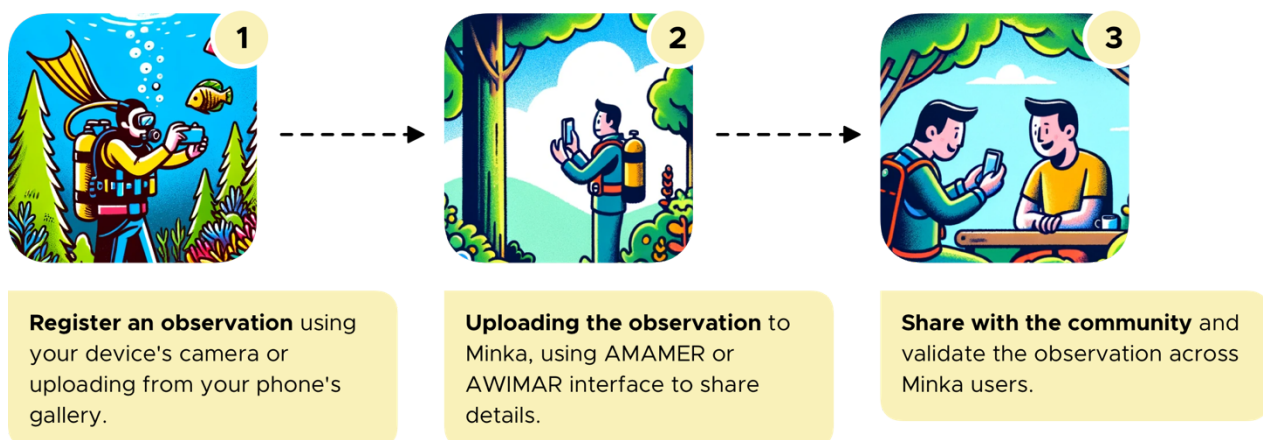 1
2
3
Register an observation using
your device's camera or
uploading from your phone's
gallery.
Uploading the observation to
Minka, using AMAMER or
AWIMAR interface to share
details.
Share with the community and
validate the observation across
Minka users.